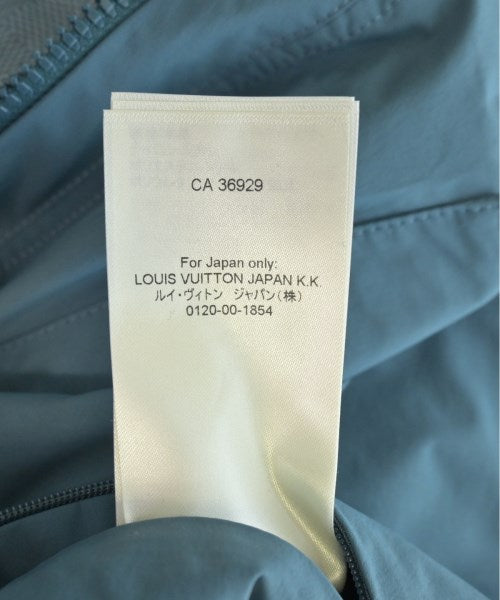 CA 36929
For Japan only:
LOUIS VUITTON JAPAN K.K.
ルイ・ヴィトン ジャパン(株)
0120-00-1854